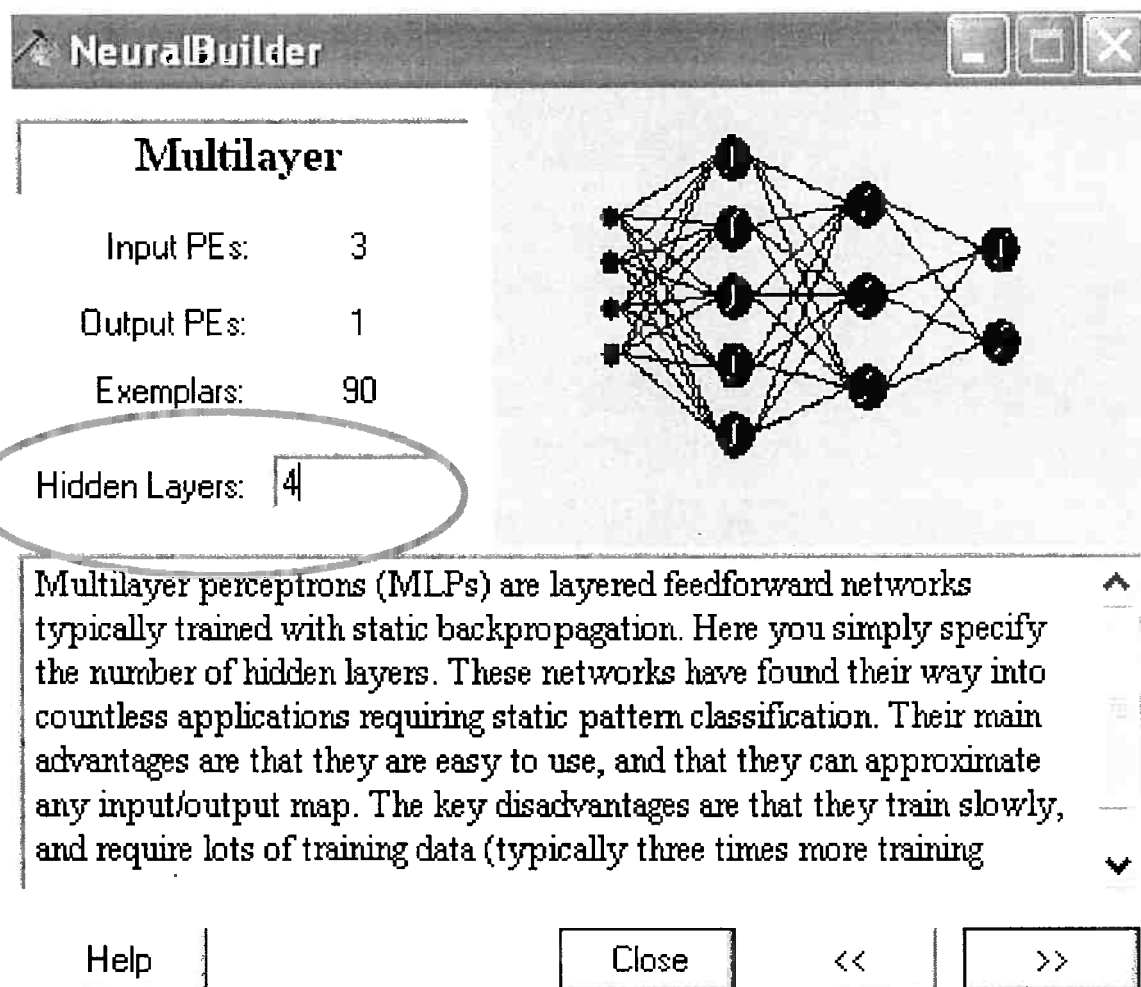 NeuralBuilder
Multilayer
Input PEs: 3
Output PEs: 1
Exemplars: 90
Hidden Layers: 4
Multilayer perceptrons (MLPs) are layered feedforward networks
typically trained with static backpropagation. Here you simply specify
the number of hidden layers. These networks have found their way into
countless applications requiring static pattern classification. Their main
advantages are that they are easy to use, and that they can approximate
any input/output map. The key disadvantages are that they train slowly,
and require lots of training data (typically three times more training
Help Close << >>